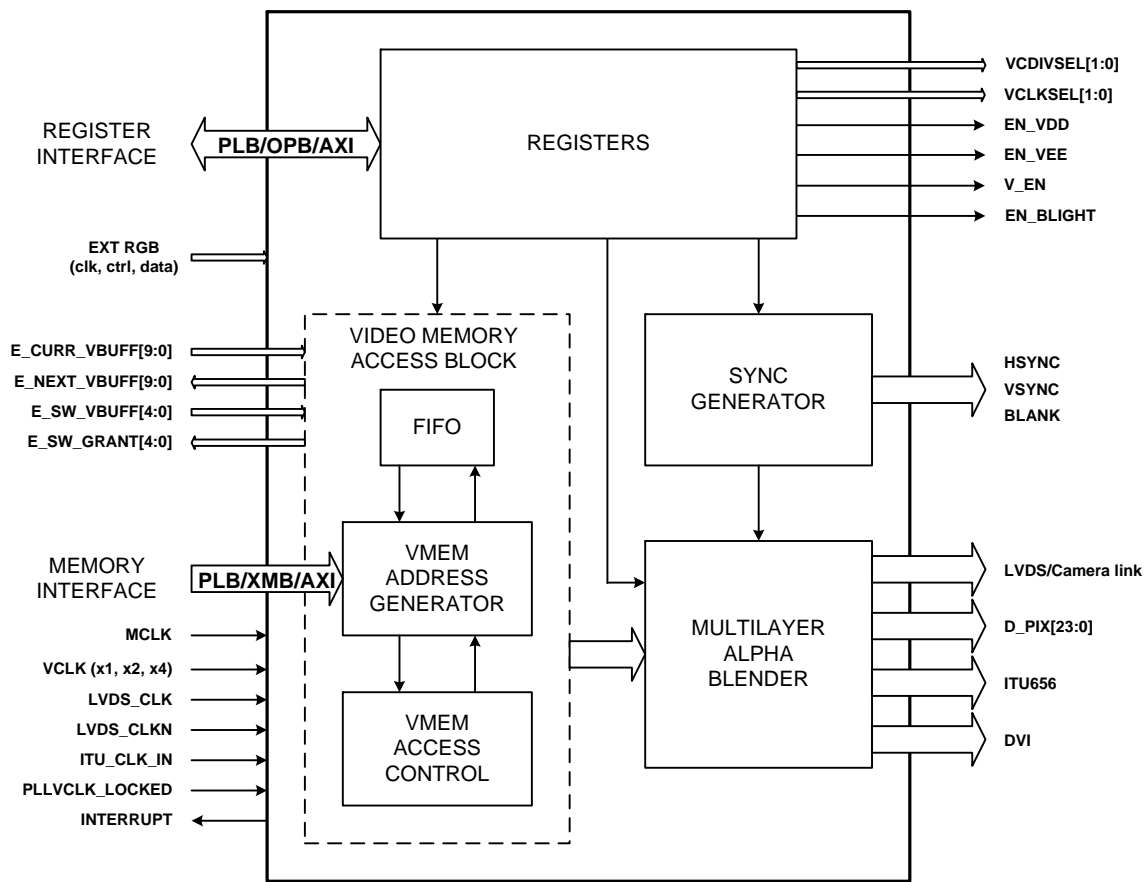 VCDIVSEL[1:0]
VCLKSEL[1:0]
EN_VDD
EN_VEE
V_EN
EN_BLIGHT
REGISTER
INTERFACE
PLB/OPB/AXI
REGISTERS
EXT RGB
(clk, ctrl, data)
E_CURR_VBUFF[9:0]
E_NEXT_VBUFF[9:0]
E_SW_VBUFF[4:0]
E_SW_GRANT[4:0]
VIDEO MEMORY
ACCESS BLOCK
FIFO
SYNC
GENERATOR
HSYNC
VSYNC
BLANK
MEMORY
INTERFACE
PLB/XMB/AXI
VMEM
ADDRESS
GENERATOR
MULTILAYER
ALPHA
BLENDER
LVDS/Camera link
D_PIX[23:0]
ITU656
DVI
MCLK
VCLK (x1, x2, x4)
LVDS_CLK
LVDS_CLKN
ITU_CLK_IN
PLLVCLK_LOCKED
INTERRUPT
VMEM
ACCESS
CONTROL